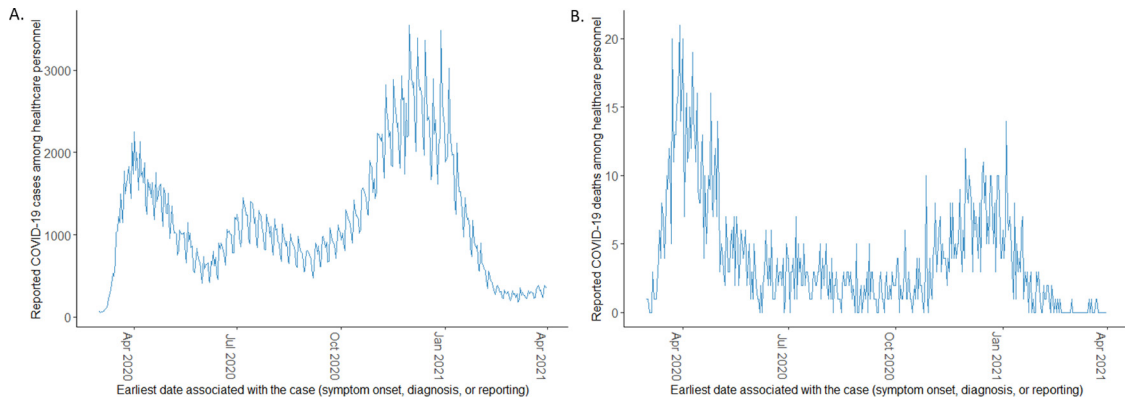 A.
Reported COVID-19 cases among healthcare personnel
3000
2000
1000
0
Apr 2020
Jul 2020
Oct 2020
Jan 2021
Apr 2021
Earliest date associated with the case (symptom onset, diagnosis, or reporting)
B.
Reported COVID-19 deaths among healthcare personnel
20
15
10
5
0
Apr 2020
Jul 2020
Oct 2020
Jan 2021
Apr 2021
Earliest date associated with the case (symptom onset, diagnosis, or reporting)